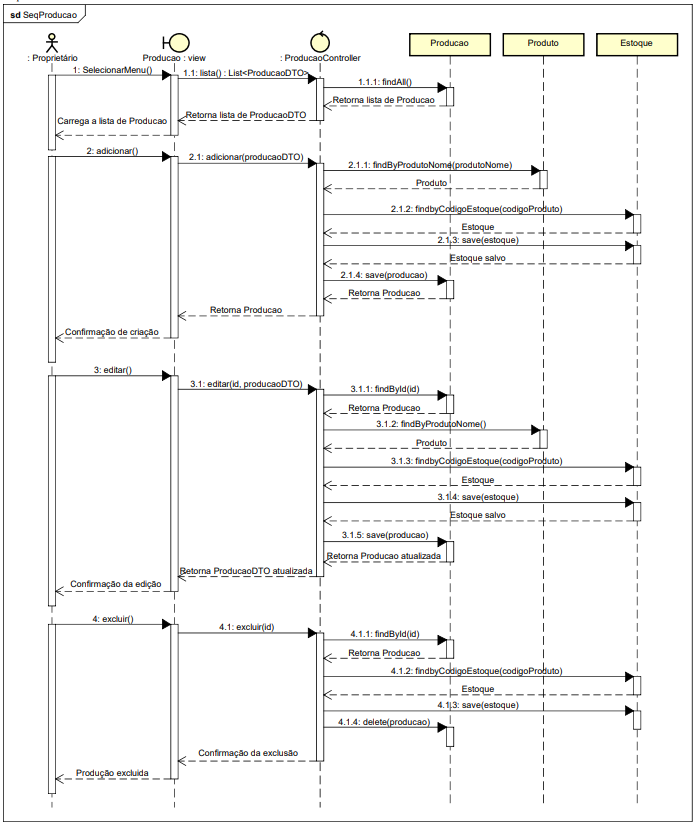 sd SeqProducao
: Proprietário
Producao : view
: ProducaoController
Producao
Produto
Estoque
1: SelecionarMenu()
1.1: lista() : List<ProducaoDTO>
1.1.1: findAll()
Retorna lista de Producao
Retorna lista de ProducaoDTO
Carrega a lista de Producao
2: adicionar()
2.1: adicionar(producaoDTO)
2.1.1: findByProdutoNome(produtoNome)
Produto
2.1.2: findbyCodigoEstoque(codigoProduto)
Estoque
2.1.3: save(estoque)
Estoque salvo
2.1.4: save(producao)
Retorna Producao
Retorna Producao
Confirmação de criação
3: editar()
3.1: editar(id, producaoDTO)
3.1.1: findById(id)
Retorna Producao
3.1.2: findByProdutoNome()
Produto
3.1.3: findbyCodigoEstoque(codigoProduto)
Estoque
3.1.4: save(estoque)
Estoque salvo
3.1.5: save(producao)
Retorna Producao atualizada
Retorna ProducaoDTO atualizada
Confirmação da edição
4: excluir()
4.1: excluir(id)
4.1.1: findById(id)
Retorna Producao
4.1.2: findbyCodigoEstoque(codigoProduto)
Estoque
4.1.3: save(estoque)
4.1.4: delete(producao)
Confirmação da exclusão
Produção excluida